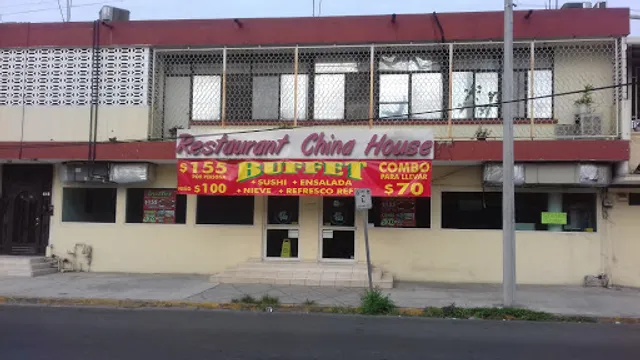 Restaurant China House
$155 BUFFET COMBO
POR PERSONA PARA LLEVAR
+ SUSHI + ENSALADA
$100 + NIEVE + REFRESCO $70